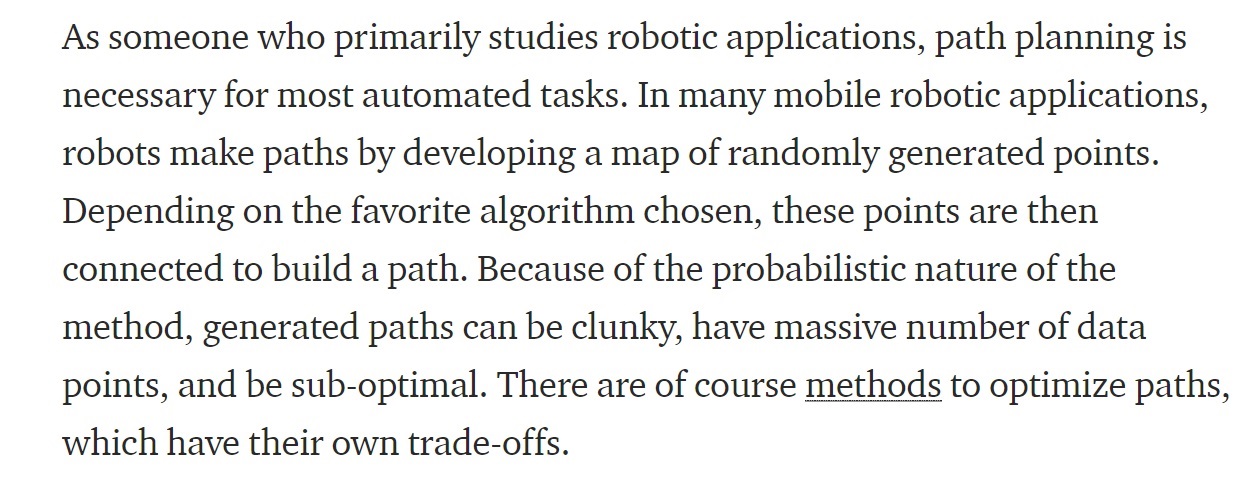 As someone who primarily studies robotic applications, path planning is
necessary for most automated tasks. In many mobile robotic applications,
robots make paths by developing a map of randomly generated points.
Depending on the favorite algorithm chosen, these points are then
connected to build a path. Because of the probabilistic nature of the
method, generated paths can be clunky, have massive number of data
points, and be sub-optimal. There are of course methods to optimize paths,
which have their own trade-offs.